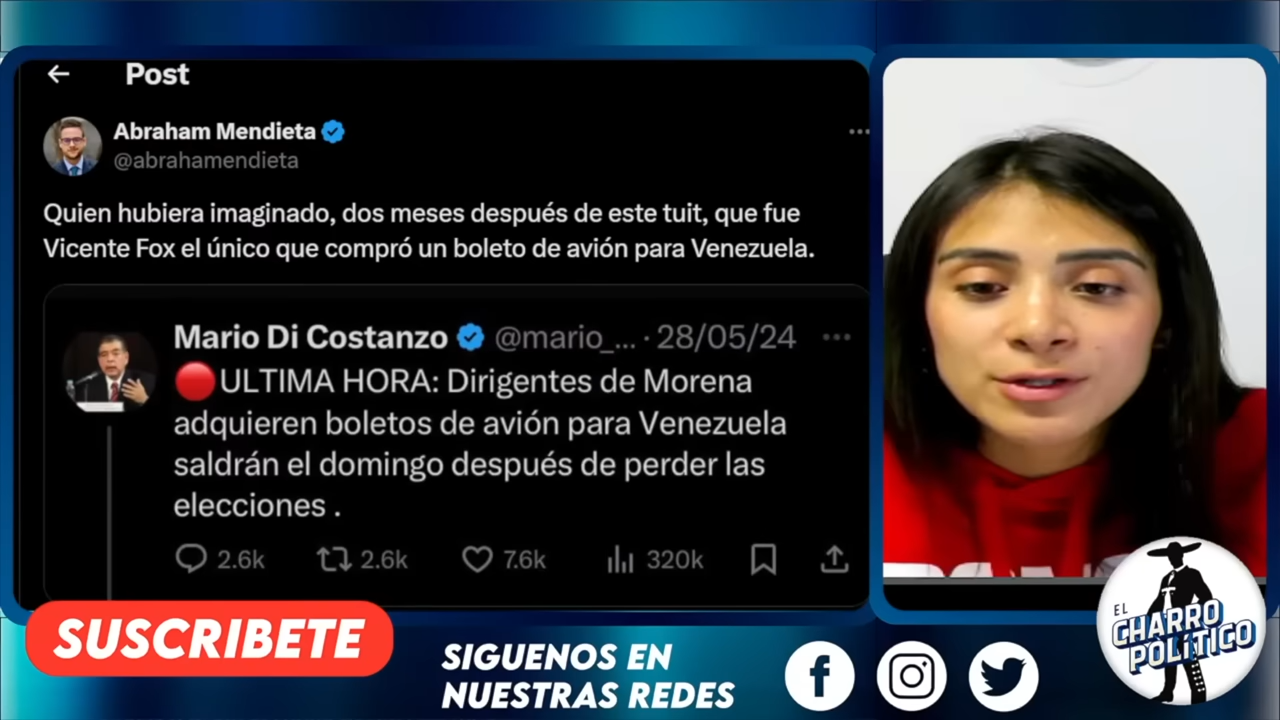 Post
Abraham Mendieta
@abrahamendieta
Quien hubiera imaginado, dos meses después de este tuit, que fue
Vicente Fox el único que compró un boleto de avión para Venezuela.
Mario Di Costanzo @mario_... · 28/05/24
ULTIMA HORA: Dirigentes de Morena
adquieren boletos de avión para Venezuela
saldrán el domingo después de perder las
elecciones .
2.6k 2.6k 7.6k 320k
SUSCRIBETE
SIGUENOS EN
NUESTRAS REDES
EL
CHARRO
POLÍTICO